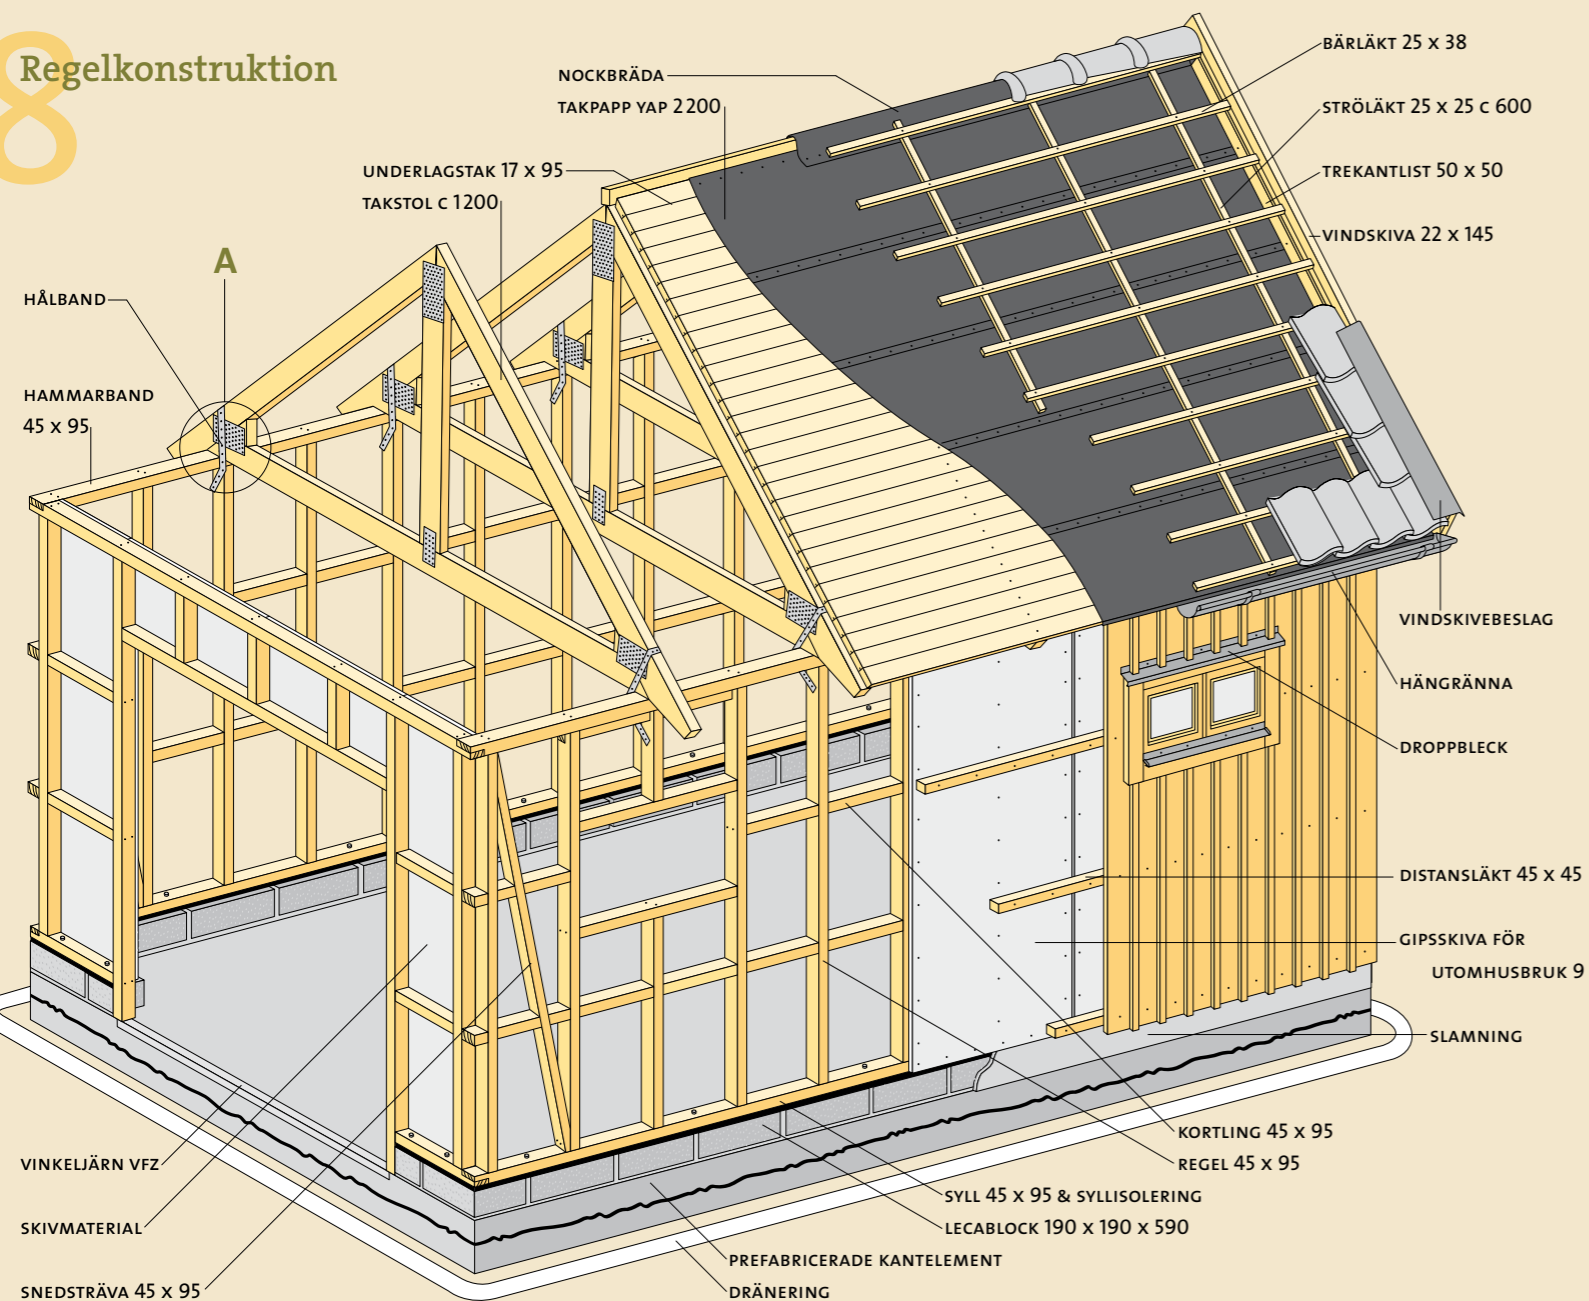 8
Regelkonstruktion
NOCKBRÄDA
TAKPAPP YAP 2200
UNDERLAGSTAK 17 x 95
TAKSTOL C 1200
A
HÅLBAND
HAMMARBAND
45 x 95
BÄRLÄKT 25 x 38
STRÖLÄKT 25 x 25 C 600
TREKANTLIST 50 x 50
VINDSKIVA 22 x 145
VINDSKIVEBESLAG
HÄNGRÄNNA
DROPPBLECK
DISTANSLÄKT 45 x 45
GIPSSKIVA FÖR
UTOMHUSBRUK 9
SLAMNING
KORTLING 45 x 95
REGEL 45 x 95
SYLL 45 x 95 & SYLLISOLERING
LECABLOCK 190 x 190 x 590
PREFABRICERADE KANTELEMENT
DRÄNERING
VINKELJÄRN VFZ
SKIVMATERIAL
SNEDSTRÄVA 45 x 95